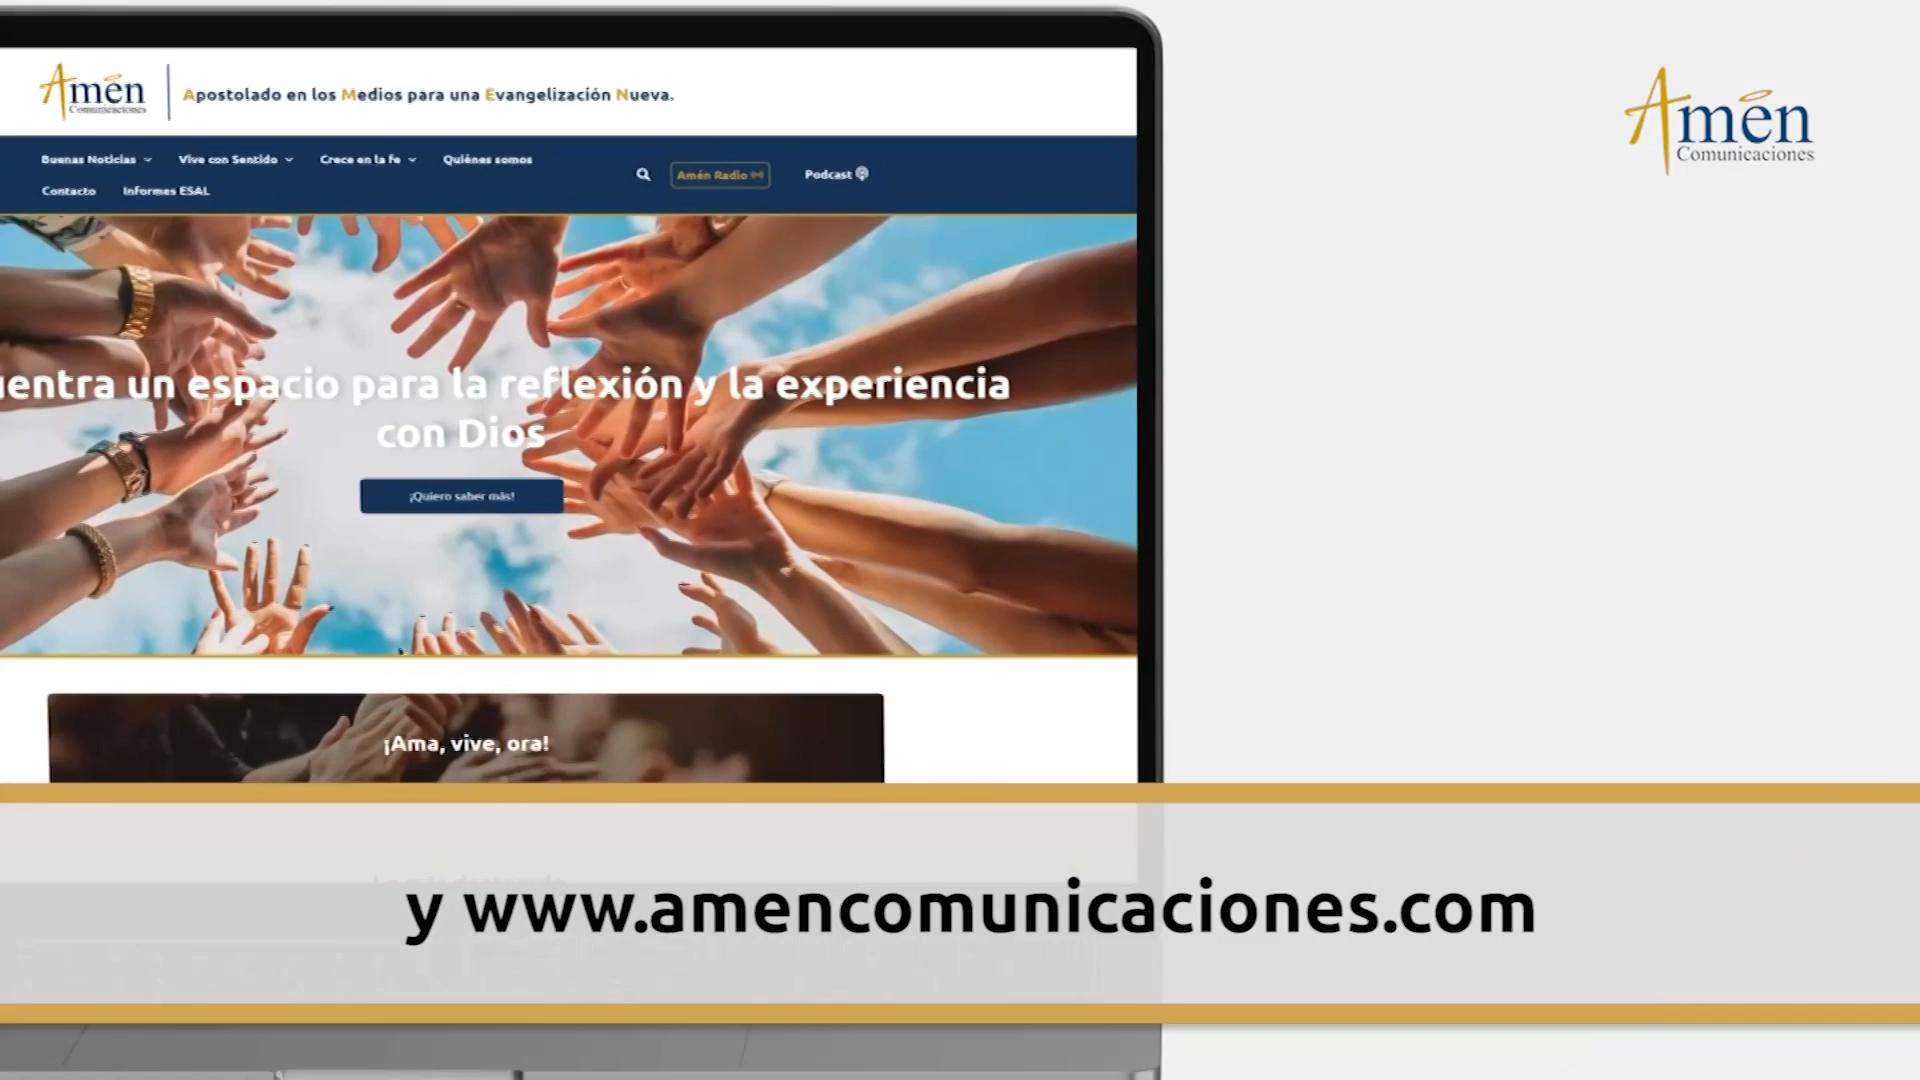 Amén
Comunicaciones
Apostolado en los Medios para una Evangelización Nueva.
Amén
Comunicaciones
Buenas Noticias
Vive con Sentido
Crece en la fe
Quiénes somos
Contacto
Informes ESAL
Amén Radio
Podcast
uentra un espacio para la reflexión y la experiencia
con Dios
¡Quiero saber más!
¡Ama, vive, ora!
y www.amencomunicaciones.com